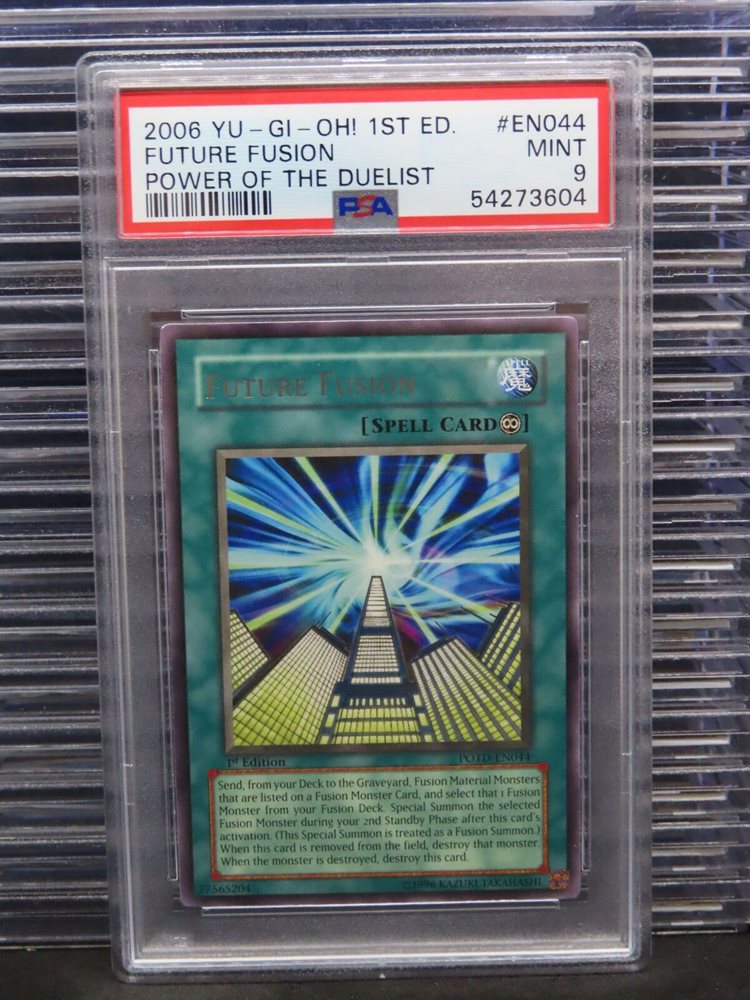 2006 YU-GI-OH! 1ST ED. #EN044
FUTURE FUSION MINT
POWER OF THE DUELIST 9
PSA 54273604
FUTURE FUSION
SPELL
魔
[SPELL CARD∞]
1st Edition POTD-EN044
Send, from your Deck to the Graveyard, Fusion Material Monsters
that are listed on a Fusion Monster Card, and select that 1 Fusion
Monster from your Fusion Deck. Special Summon the selected
Fusion Monster during your 2nd Standby Phase after this card's
activation. (This Special Summon is treated as a Fusion Summon.)
When this card is removed from the field, destroy that monster.
When the monster is destroyed, destroy this card.
77565204 ©1996 KAZUKI TAKAHASHI